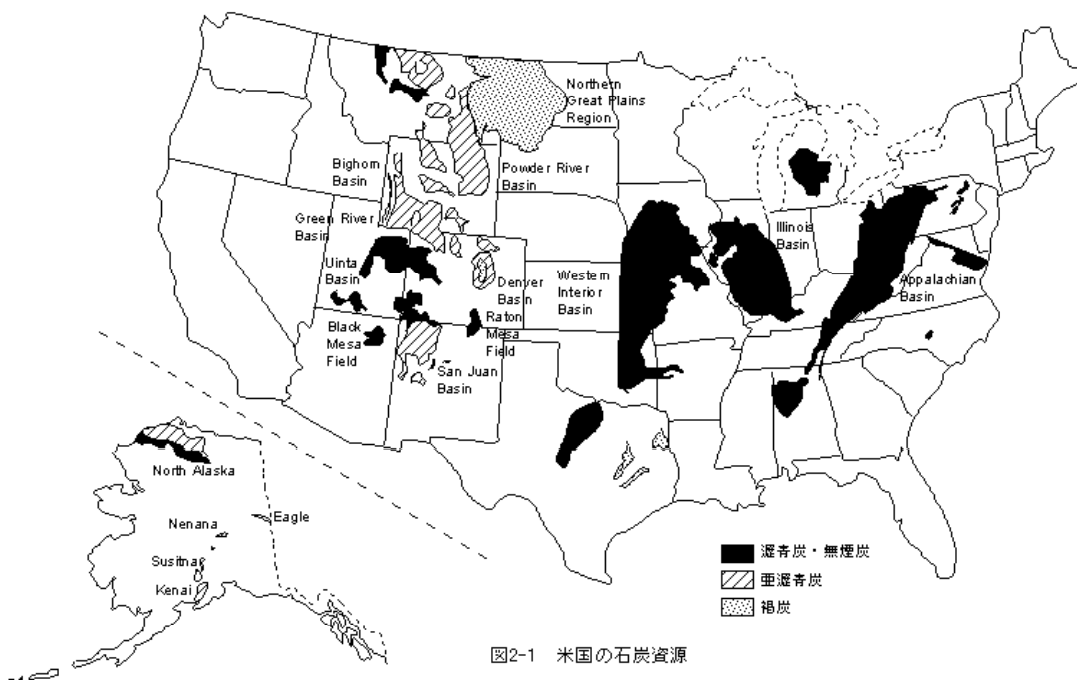 Northern
Great Plains
Region
Bighorn
Basin
Powder River
Basin
Green River
Basin
Illinois
Basin
Uinta
Basin
Denver
Basin
Western
Interior
Basin
Appalachian
Basin
Raton
Mesa
Field
Black
Mesa
Field
San Juan
Basin
North Alaska
Eagle
Nenana
Susitna
Kenai
瀝青炭・無煙炭
亜瀝青炭
褐炭
図2-1 米国の石炭資源